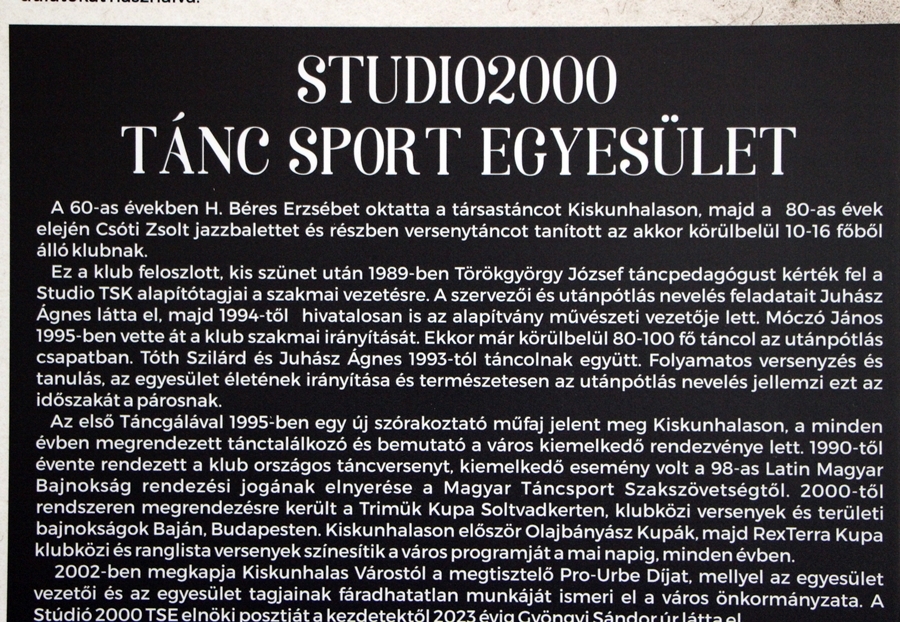 STUDIO2000
TÁNC SPORT EGYESÜLET
A 60-as években H. Béres Erzsébet oktatta a társastáncot Kiskunhalason, majd a 80-as évek
elején Csóti Zsolt jazzbalettet és részben versenytáncot tanított az akkor körülbelül 10-16 főből
álló klubnak.
Ez a klub feloszlott, kis szünet után 1989-ben Törökgyörgy József táncpedagógust kérték fel a
Studio TSK alapítótagjai a szakmai vezetésre. A szervezői és utánpótlás nevelés feladatait Juhász
Ágnes látta el, majd 1994-től hivatalosan is az alapítvány művészeti vezetője lett. Móczó János
1995-ben vette át a klub szakmai irányítását. Ekkor már körülbelül 80-100 fő táncol az utánpótlás
csapatban. Tóth Szilárd és Juhász Ágnes 1993-tól táncolnak együtt. Folyamatos versenyzés és
tanulás, az egyesület életének irányítása és természetesen az utánpótlás nevelés jellemzi ezt az
időszakát a párosnak.
Az első Táncgálával 1995-ben egy új szórakoztató műfaj jelent meg Kiskunhalason, a minden
évben megrendezett tánctalálkozó és bemutató a város kiemelkedő rendezvénye lett. 1990-től
évente rendezett a klub országos táncversenyt, kiemelkedő esemény volt a 98-as Latin Magyar
Bajnokság rendezési jogának elnyerése a Magyar Táncsport Szakszövetségtől. 2000-től
rendszeren megrendezésre került a Trimük Kupa Soltvadkerten, klubközi versenyek és területi
bajnokságok Baján, Budapesten. Kiskunhalason először Olajbányász Kupák, majd RexTerra Kupa
klubközi és ranglista versenyek színesítik a város programját a mai napig, minden évben.
2002-ben megkapja Kiskunhalas Várostól a megtisztelő Pro-Urbe Díjat, mellyel az egyesület
vezetői és az egyesület tagjainak fáradhatatlan munkáját ismeri el a város önkormányzata. A
Stúdió 2000 TSE elnöki posztját a kezdetektől 2023 évig Gyöngyi Sándor úr látta el.